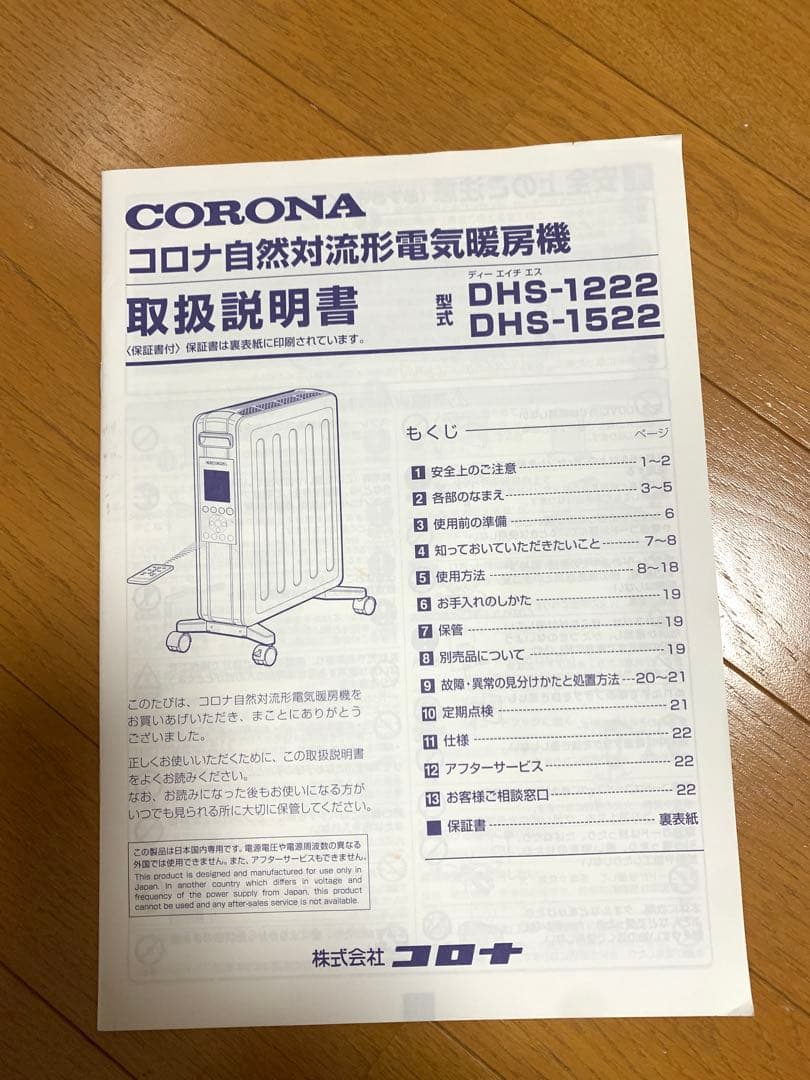 CORONA
コロナ自然対流形電気暖房機
取扱説明書
〈保証書付〉保証書は裏表紙に印刷されています。
型式
ディー エイチ エス
DHS-1222
DHS-1522
もくじ
ページ
1 安全上のご注意 1〜2
2 各部のなまえ 3〜5
3 使用前の準備 6
4 知っておいていただきたいこと 7〜8
5 使用方法 8〜18
6 お手入れのしかた 19
7 保管 19
8 別売品について 19
9 故障・異常の見分けかたと処置方法 20〜21
10 定期点検 21
11 仕様 22
12 アフターサービス 22
13 お客様ご相談窓口 22
■ 保証書 裏表紙
このたびは、コロナ自然対流形電気暖房機を
お買いあげいただき、まことにありがとう
ございました。
正しくお使いいただくために、この取扱説明書
をよくお読みください。
なお、お読みになった後もお使いになる方が
いつでも見られる所に大切に保管してください。
この製品は日本国内専用です。電源電圧や電源周波数の異なる
外国では使用できません。また、アフターサービスもできません。
This product is designed and manufactured for use only in
Japan. In another country which differs in voltage and
frequency of the power supply from Japan, this product
cannot be used and any after-sales service is not available.
株式会社 コロナ